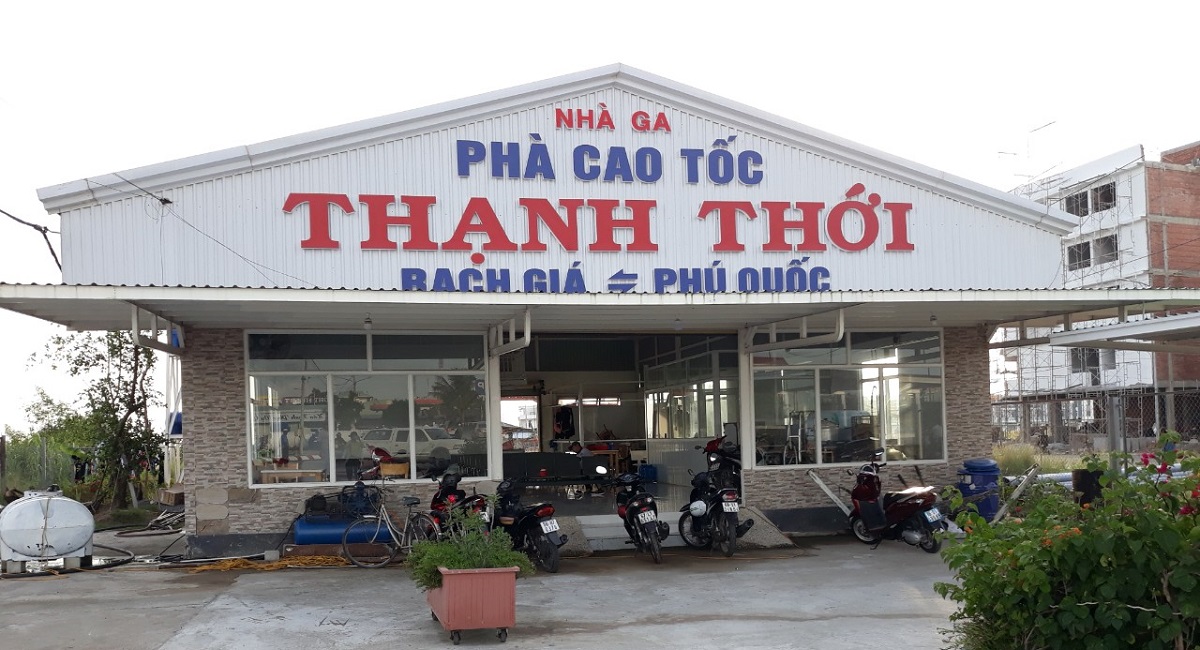 NHÀ GA
PHÀ CAO TỐC
THẠNH THỚI
RẠCH GIÁ ⇋ PHÚ QUỐC